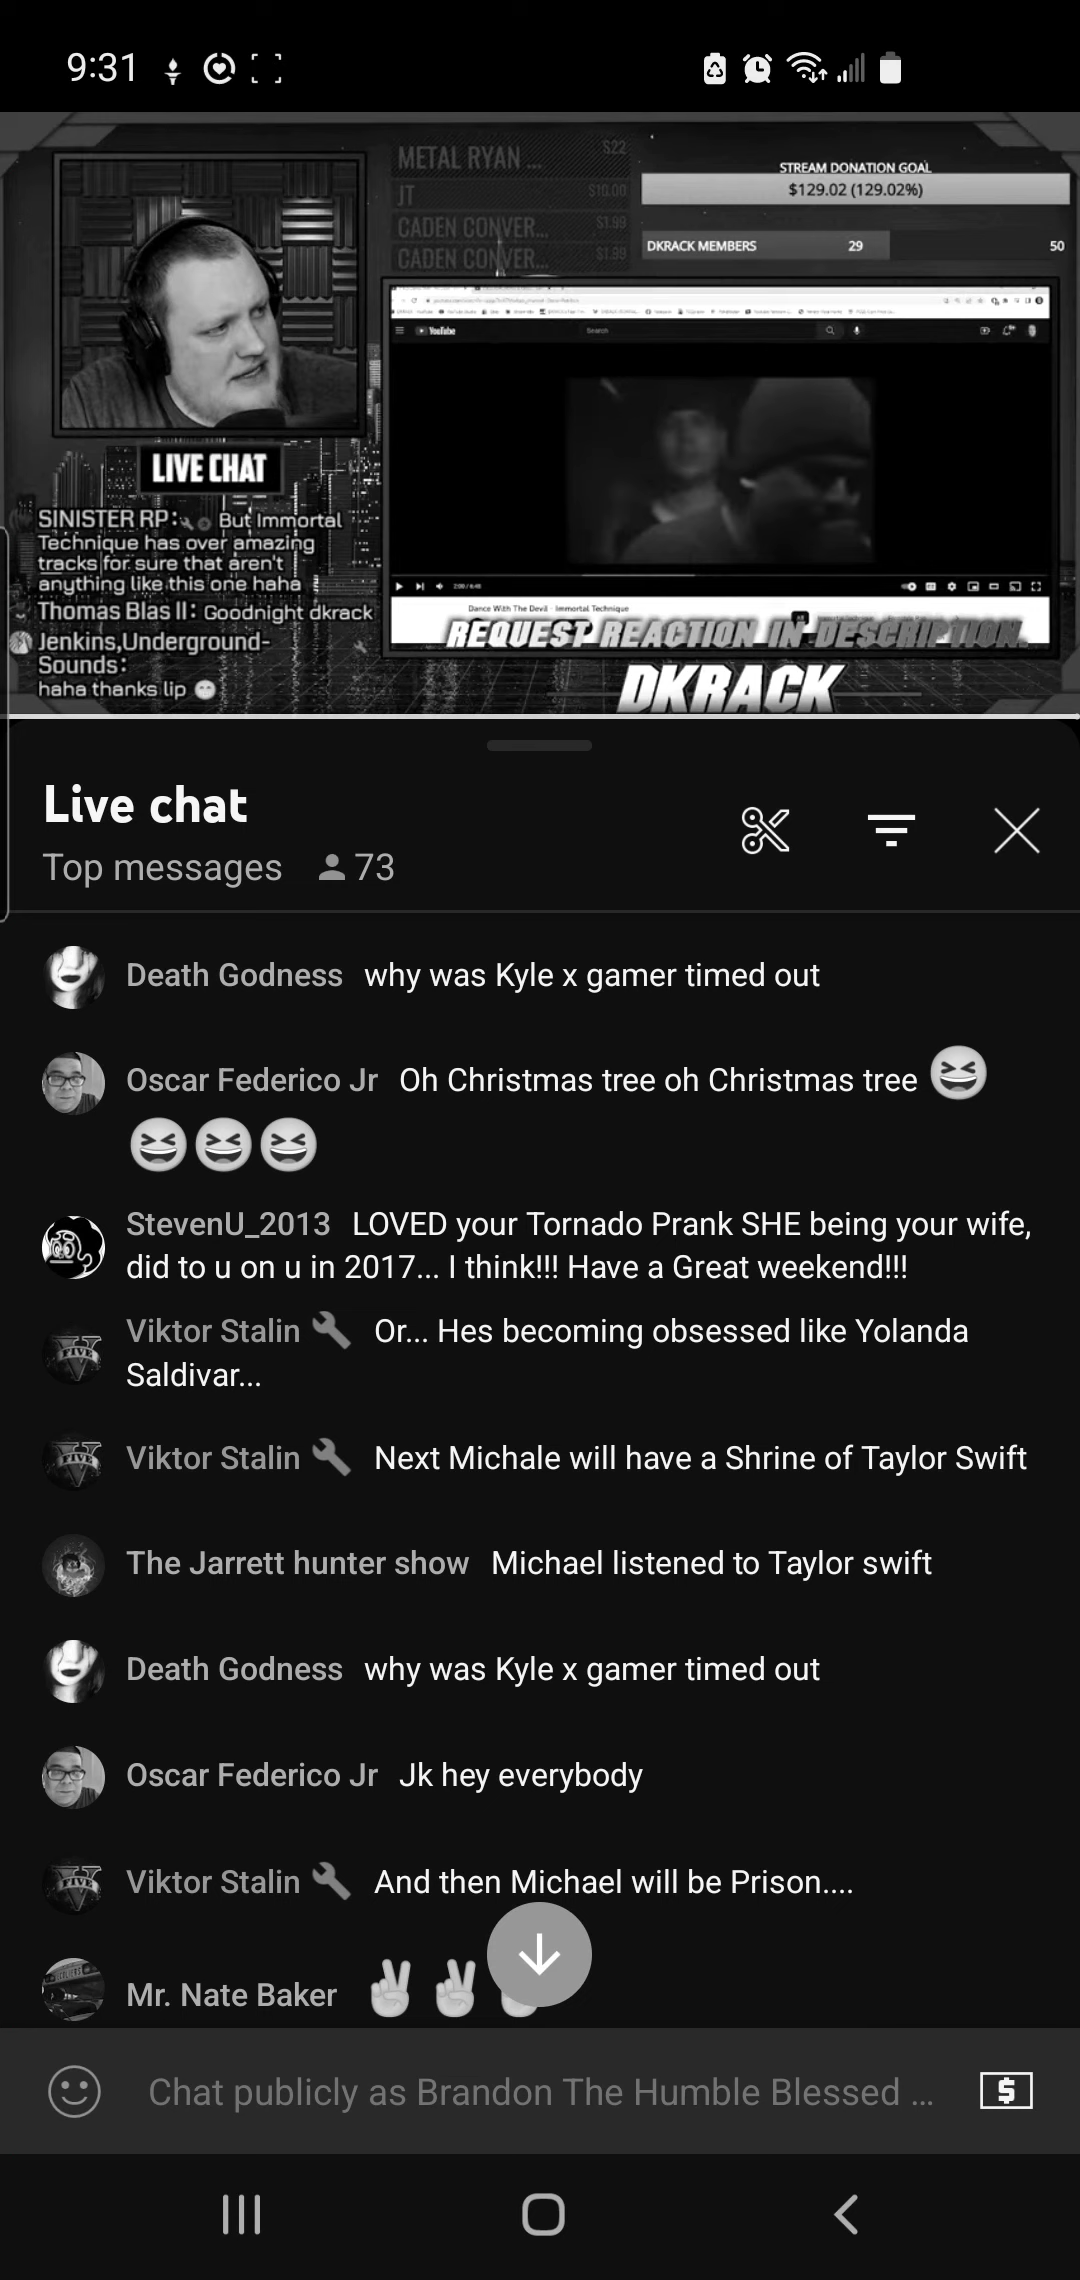 9:31
METAL RYAN ...
$22
JT
$10.00
CADEN CONVER...
$1.99
CADEN CONVER...
$1.99
STREAM DONATION GOAL
$129.02 (129.02%)
DKRACK MEMBERS 29 50
YouTube
Search
2:00 / 6:48
Dance With The Devil - Immortal Technique
REQUEST REACTION IN DESCRIPTION.
DKRACK
LIVE CHAT
SINISTER RP: But Immortal
Technique has over amazing
tracks for sure that aren't
anything like this one haha
Thomas Blas II: Goodnight dkrack
Jenkins,Underground-
Sounds:
haha thanks lip
Live chat
Top messages 73
Death Godness why was Kyle x gamer timed out
Oscar Federico Jr Oh Christmas tree oh Christmas tree 😆
😆😆😆
StevenU_2013 LOVED your Tornado Prank SHE being your wife,
did to u on u in 2017... I think!!! Have a Great weekend!!!
Viktor Stalin Or... Hes becoming obsessed like Yolanda
Saldivar...
Viktor Stalin Next Michale will have a Shrine of Taylor Swift
The Jarrett hunter show Michael listened to Taylor swift
Death Godness why was Kyle x gamer timed out
Oscar Federico Jr Jk hey everybody
Viktor Stalin And then Michael will be Prison....
Mr. Nate Baker ✌✌✌
Chat publicly as Brandon The Humble Blessed ...